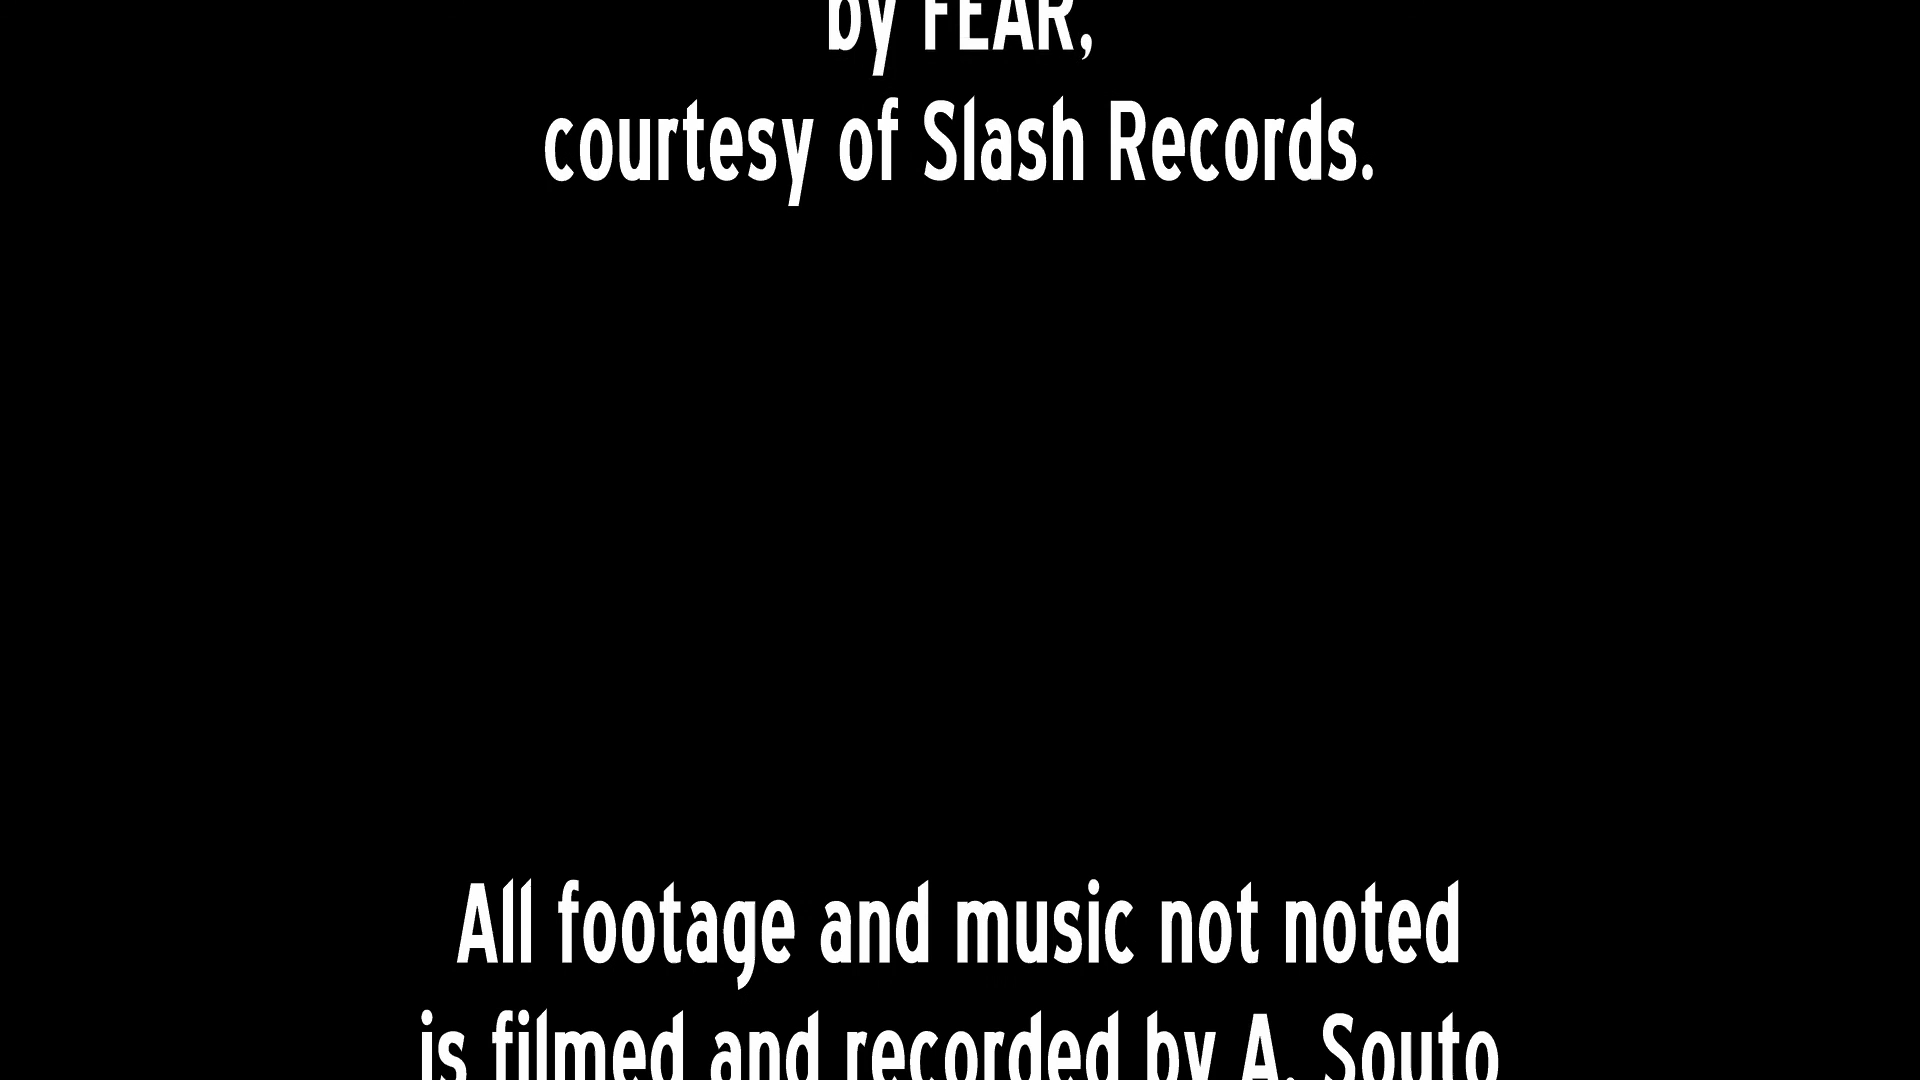 by FEAR,
courtesy of Slash Records.
All footage and music not noted
is filmed and recorded by A. Souto